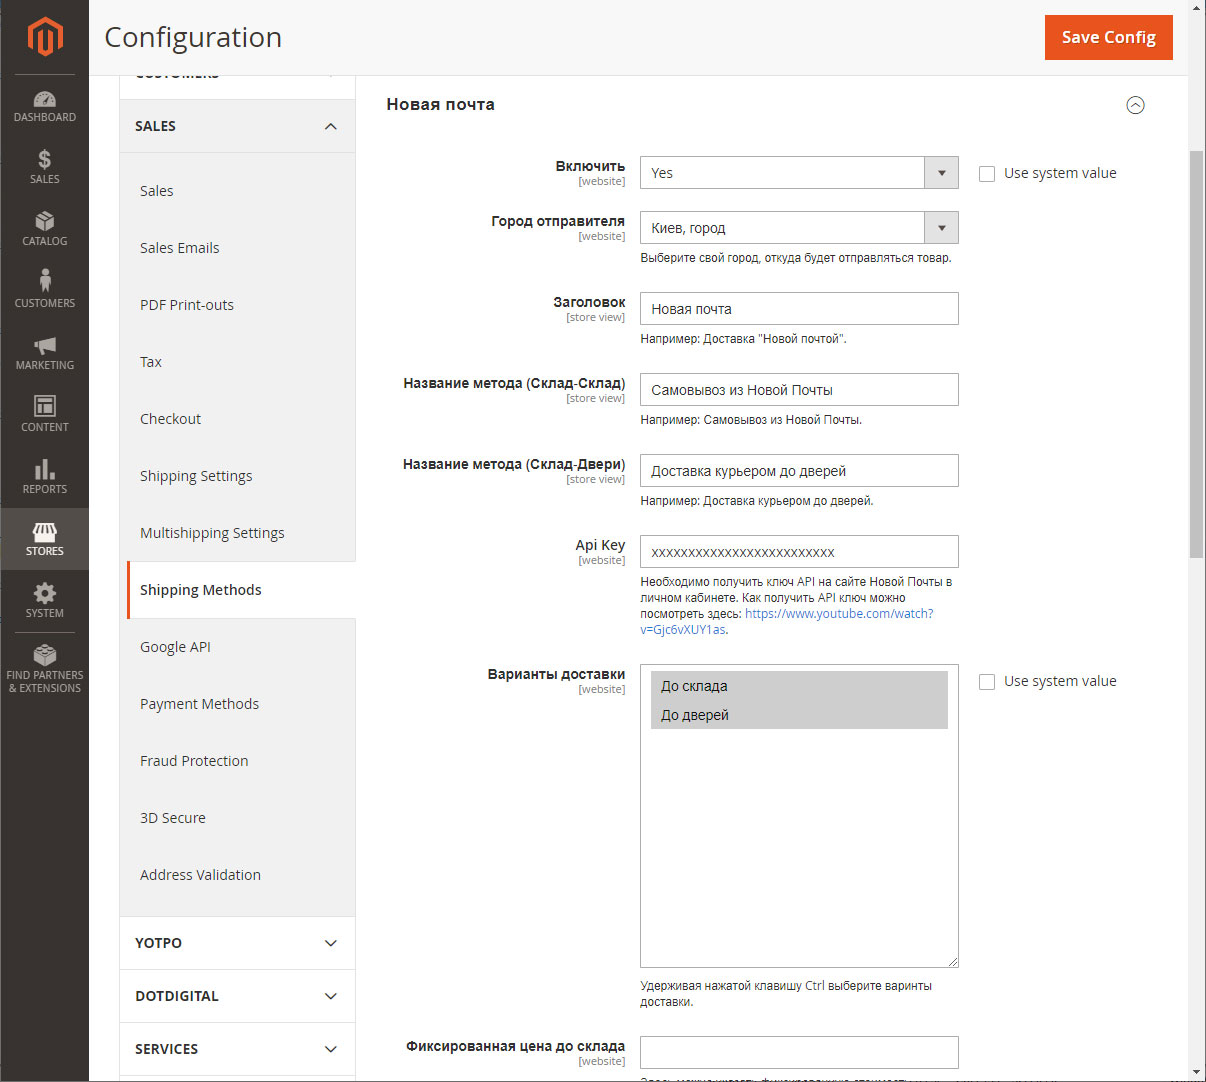 Configuration
Save Config
DASHBOARD
SALES
CATALOG
CUSTOMERS
MARKETING
CONTENT
REPORTS
STORES
SYSTEM
FIND PARTNERS
& EXTENSIONS
CUSTOMERS
SALES
Sales
Sales Emails
PDF Print-outs
Tax
Checkout
Shipping Settings
Multishipping Settings
Shipping Methods
Google API
Payment Methods
Fraud Protection
3D Secure
Address Validation
YOTPO
DOTDIGITAL
SERVICES
Новая почта
Включить
[website]
Yes
Use system value
Город отправителя
[website]
Киев, город
Выберите свой город, откуда будет отправляться товар.
Заголовок
[store view]
Новая почта
Например: Доставка "Новой почтой".
Название метода (Склад-Склад)
[store view]
Самовывоз из Новой Почты
Например: Самовывоз из Новой Почты.
Название метода (Склад-Двери)
[store view]
Доставка курьером до дверей
Например: Доставка курьером до дверей.
Api Key
[website]
xxxxxxxxxxxxxxxxxxxxxxxxx
Необходимо получить ключ API на сайте Новой Почты в
личном кабинете. Как получить API ключ можно
посмотреть здесь: https://www.youtube.com/watch?
v=Gjc6vXUY1as.
Варианты доставки
[website]
До склада
До дверей
Use system value
Удерживая нажатой клавишу Ctrl выберите варинты
доставки.
Фиксированная цена до склада
[website]